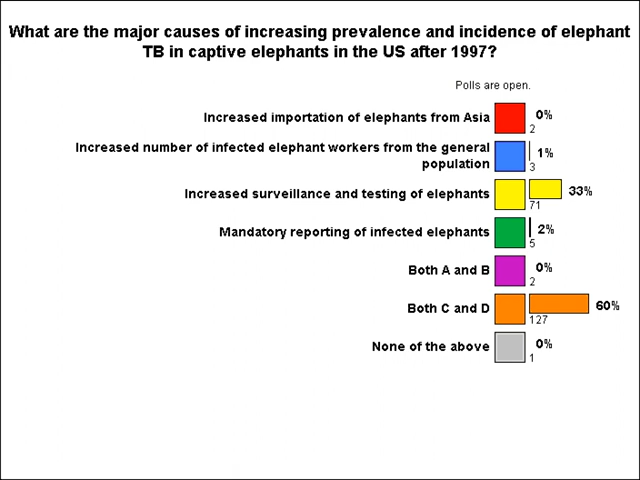 What are the major causes of increasing prevalence and incidence of elephant
TB in captive elephants in the US after 1997?
Polls are open.
Increased importation of elephants from Asia 0%
2
Increased number of infected elephant workers from the general
population 1%
3
Increased surveillance and testing of elephants 33%
71
Mandatory reporting of infected elephants 2%
5
Both A and B 0%
2
Both C and D 60%
127
None of the above 0%
1